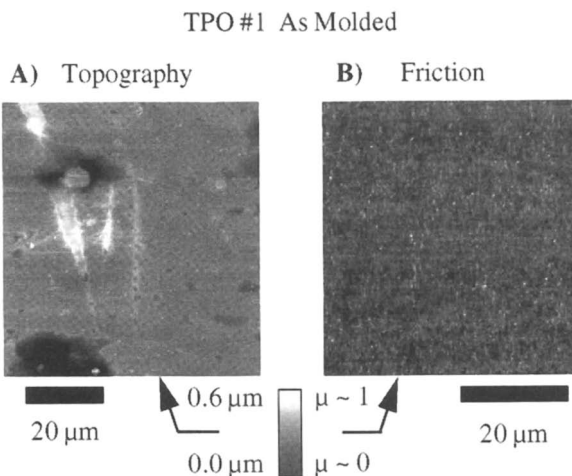 TPO #1 As Molded
A) Topography
B) Friction
20 μm
0.6 μm
0.0 μm
μ ~ 1
μ ~ 0
20 μm